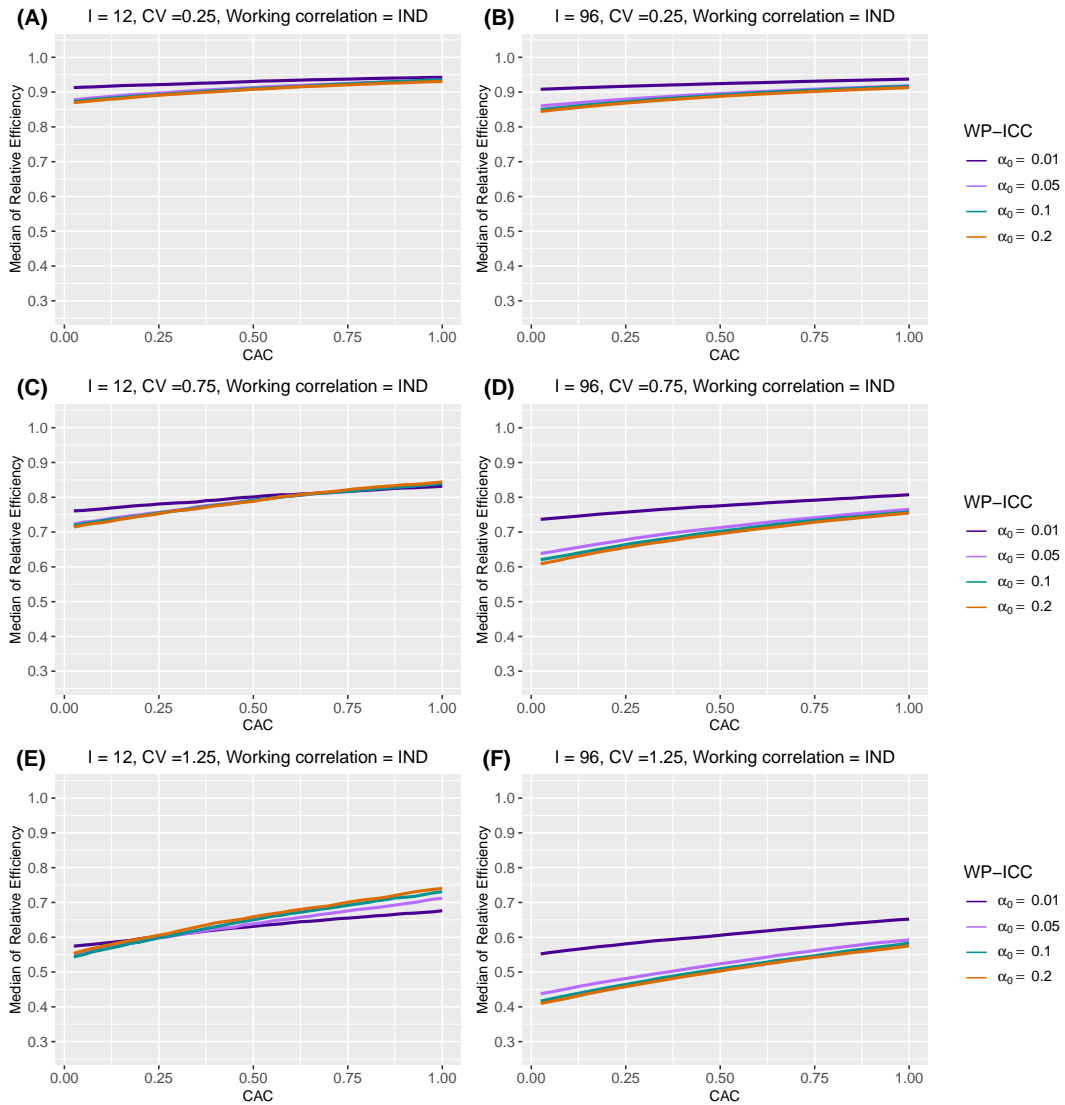 (A) I = 12, CV =0.25, Working correlation = IND
Median of Relative Efficiency
1.0
0.9
0.8
0.7
0.6
0.5
0.4
0.3
0.00 0.25 0.50 0.75 1.00
CAC
(B) I = 96, CV =0.25, Working correlation = IND
Median of Relative Efficiency
1.0
0.9
0.8
0.7
0.6
0.5
0.4
0.3
0.00 0.25 0.50 0.75 1.00
CAC
WP−ICC
α₀ = 0.01
α₀ = 0.05
α₀ = 0.1
α₀ = 0.2
(C) I = 12, CV =0.75, Working correlation = IND
Median of Relative Efficiency
1.0
0.9
0.8
0.7
0.6
0.5
0.4
0.3
0.00 0.25 0.50 0.75 1.00
CAC
(D) I = 96, CV =0.75, Working correlation = IND
Median of Relative Efficiency
1.0
0.9
0.8
0.7
0.6
0.5
0.4
0.3
0.00 0.25 0.50 0.75 1.00
CAC
WP−ICC
α₀ = 0.01
α₀ = 0.05
α₀ = 0.1
α₀ = 0.2
(E) I = 12, CV =1.25, Working correlation = IND
Median of Relative Efficiency
1.0
0.9
0.8
0.7
0.6
0.5
0.4
0.3
0.00 0.25 0.50 0.75 1.00
CAC
(F) I = 96, CV =1.25, Working correlation = IND
Median of Relative Efficiency
1.0
0.9
0.8
0.7
0.6
0.5
0.4
0.3
0.00 0.25 0.50 0.75 1.00
CAC
WP−ICC
α₀ = 0.01
α₀ = 0.05
α₀ = 0.1
α₀ = 0.2